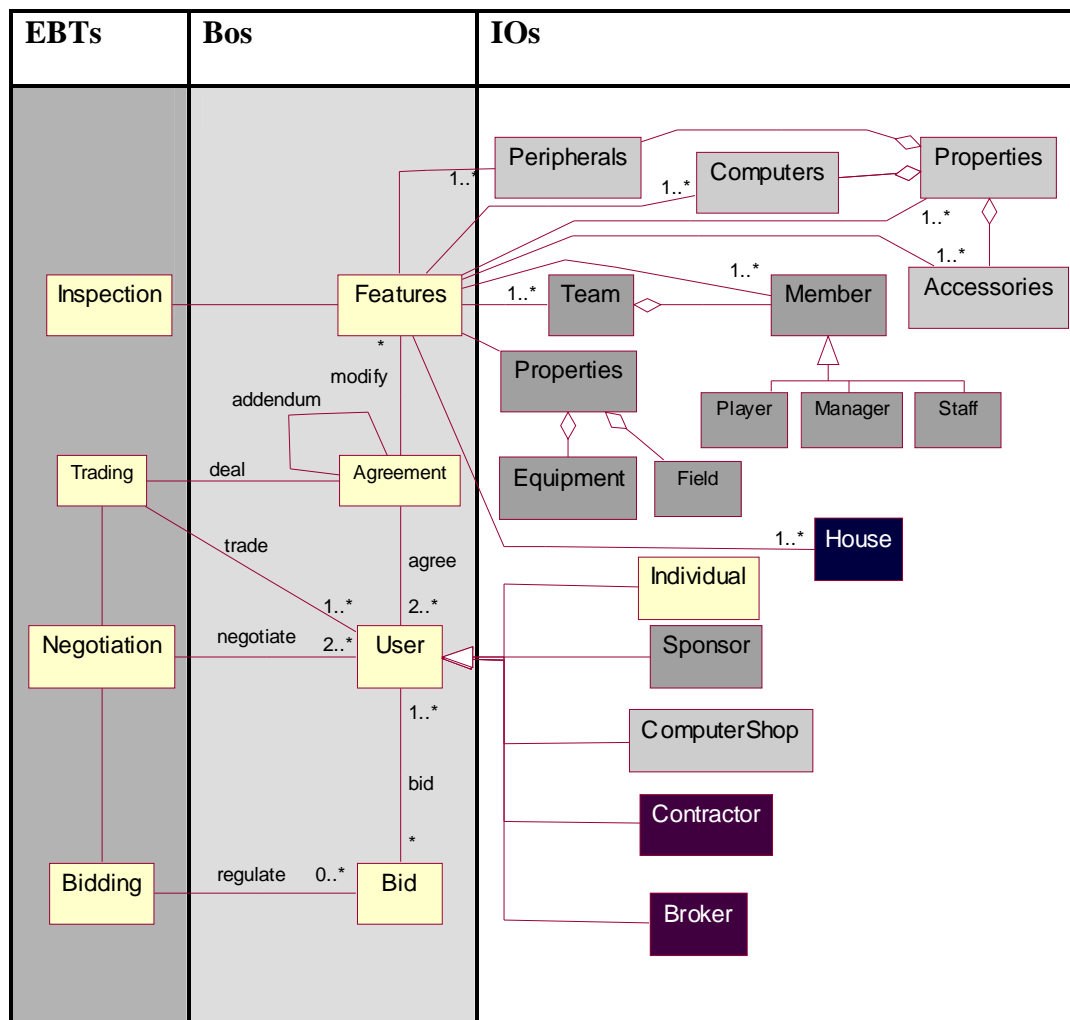 EBTs
Bos
IOs
Peripherals
Properties
Computers
1..*
1..*
1..*
1..*
Inspection
Features
1..*
Team
1..*
Member
Accessories
*
modify
Properties
addendum
Player
Manager
Staff
Trading
deal
Agreement
Equipment
Field
trade
agree
1..*
House
Individual
1..*
2..*
Negotiation
negotiate
2..*
User
Sponsor
1..*
ComputerShop
bid
Contractor
*
Bidding
regulate
0..*
Bid
Broker